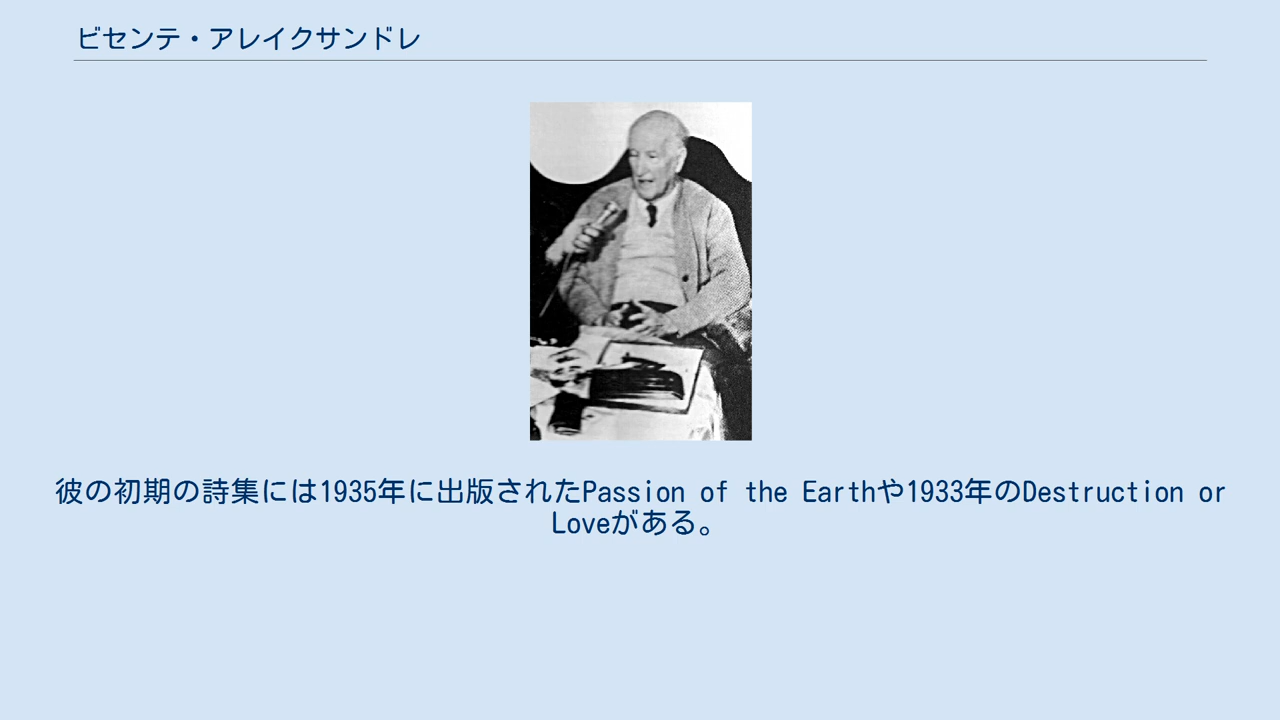 ビセンテ・アレイクサンドレ
彼の初期の詩集には1935年に出版されたPassion of the Earthや1933年のDestruction or
Loveがある。